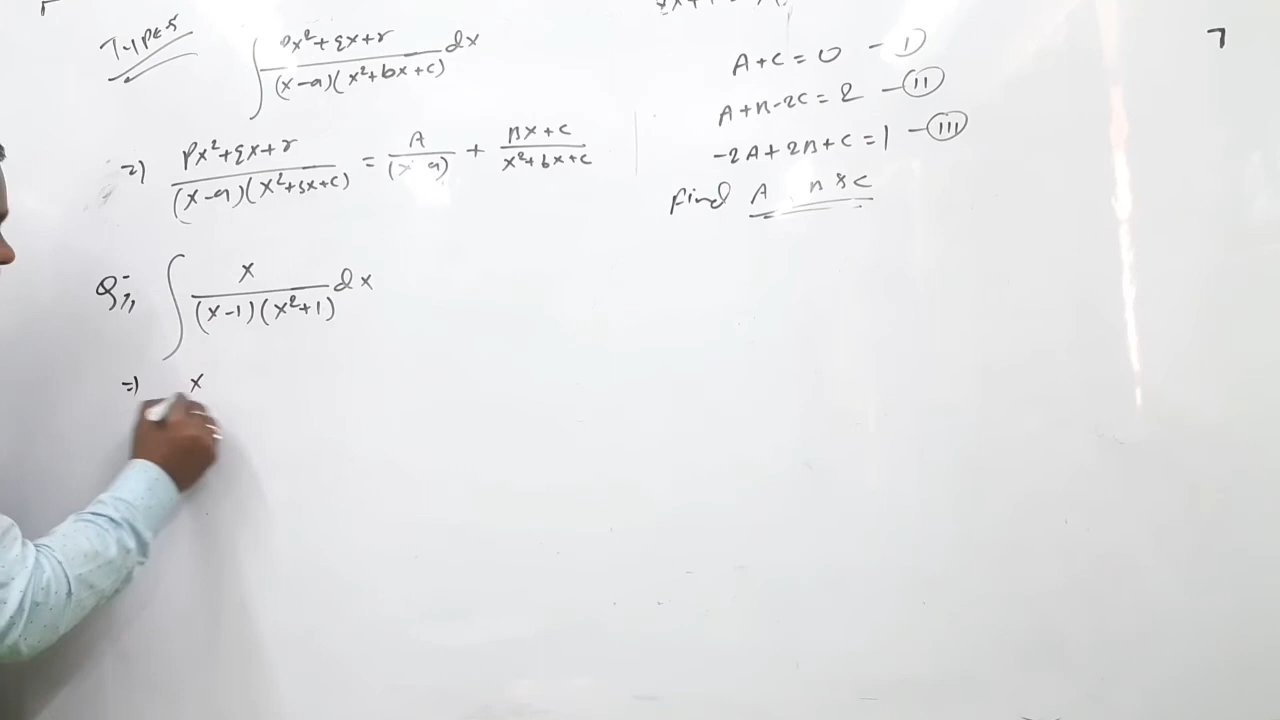 Type 5
∫ Px²+qx+r / (x-a)(x²+bx+c) dx
=) Px²+qx+r / (x-a)(x²+bx+c) = A / (x a) + Bx+C / x²+bx+c
Q:, ∫ x / (x-1)(x²+1) dx
=) x
A+C = 0 - I
A+B-2C = 2 - II
-2A+2B+C = 1 - III
Find A, B & C
7